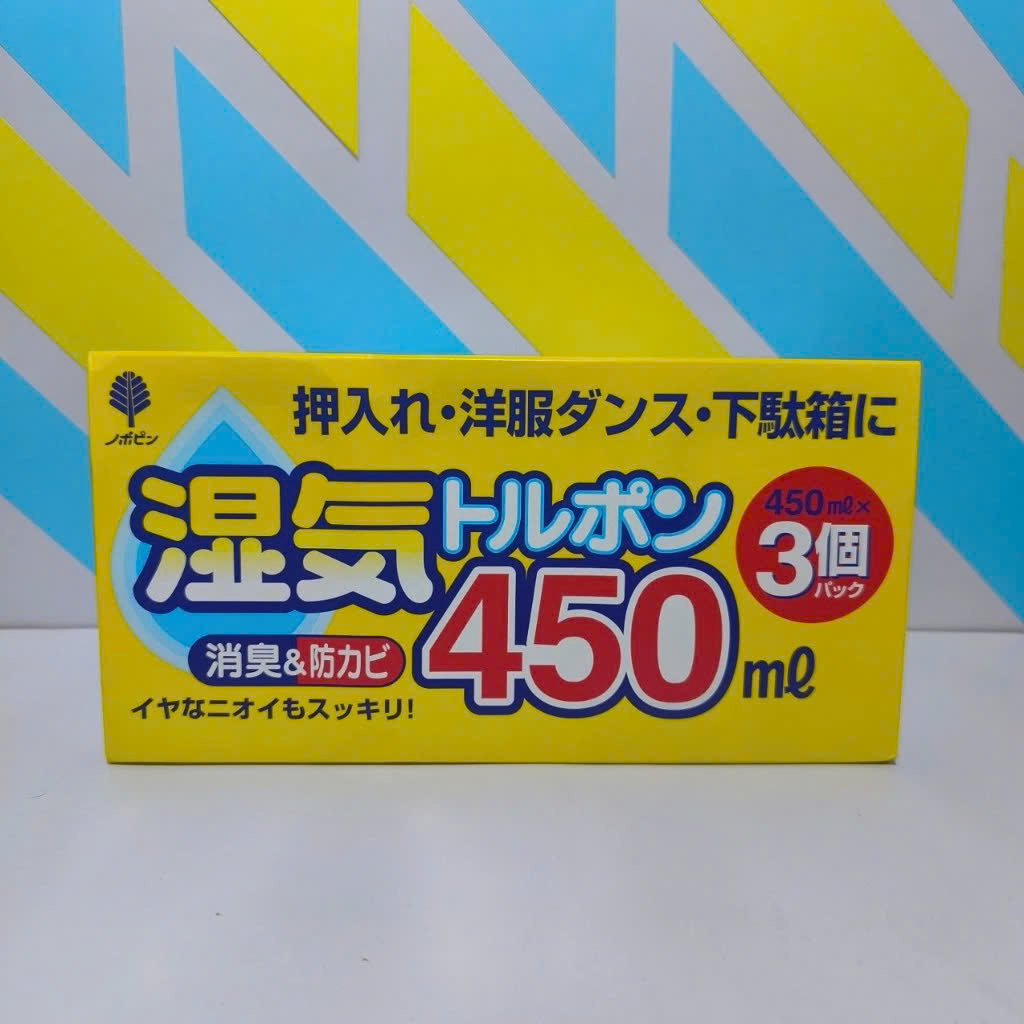 ノポピン
押入れ・洋服ダンス・下駄箱に
湿気トルポン
450ml
450ml×
3個
パック
消臭&防カビ
イヤなニオイもスッキリ!